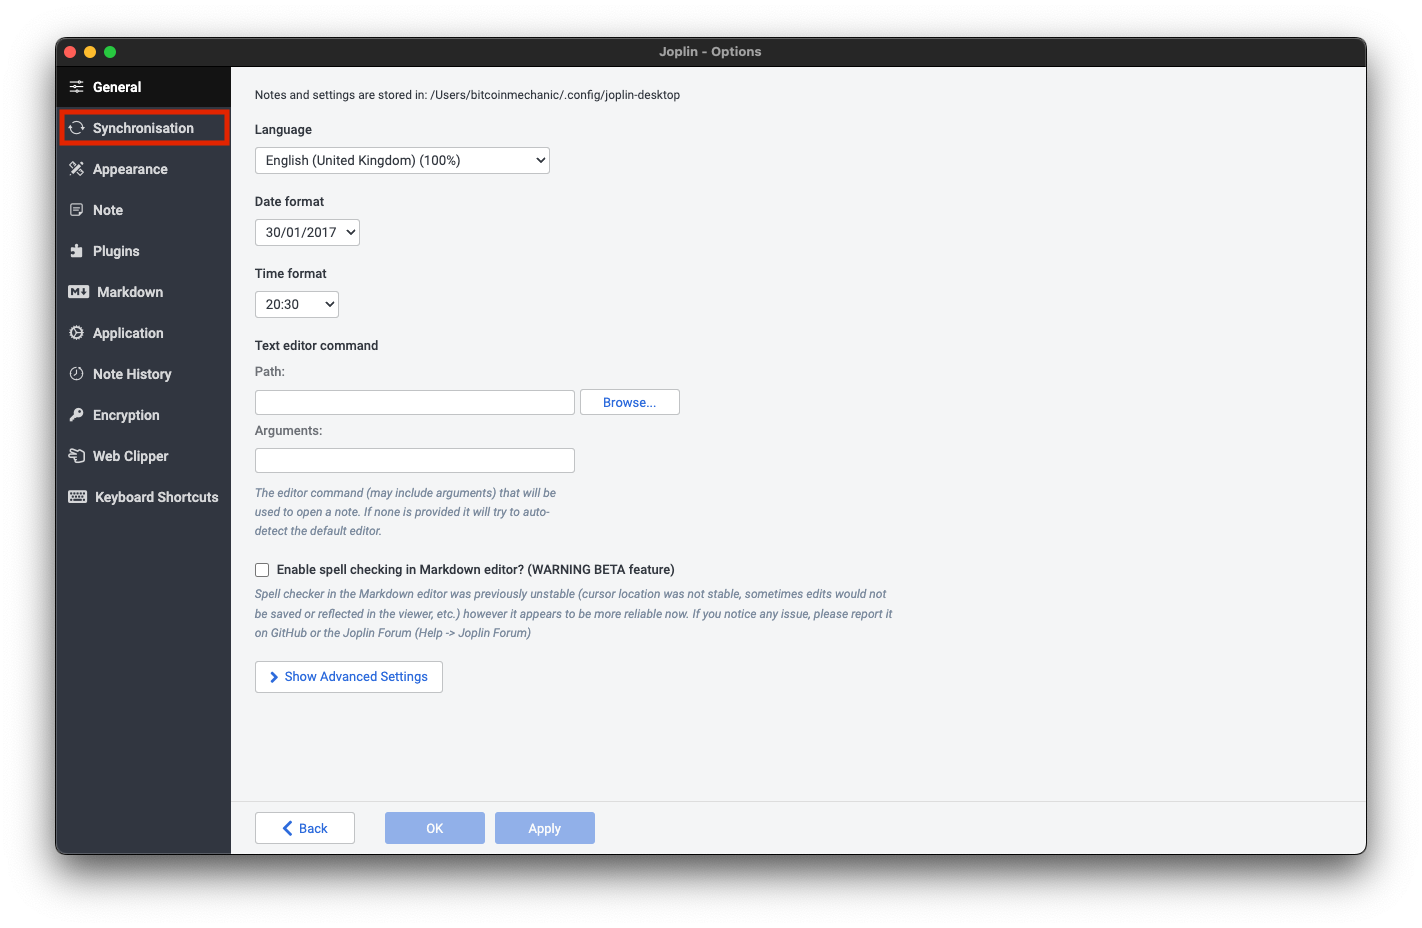 Joplin - Options
General
Synchronisation
Appearance
Note
Plugins
Markdown
Application
Note History
Encryption
Web Clipper
Keyboard Shortcuts
Notes and settings are stored in: /Users/bitcoinmechanic/.config/joplin-desktop
Language
English (United Kingdom) (100%)
Date format
30/01/2017
Time format
20:30
Text editor command
Path:
Browse...
Arguments:
The editor command (may include arguments) that will be
used to open a note. If none is provided it will try to auto-
detect the default editor.
Enable spell checking in Markdown editor? (WARNING BETA feature)
Spell checker in the Markdown editor was previously unstable (cursor location was not stable, sometimes edits would not
be saved or reflected in the viewer, etc.) however it appears to be more reliable now. If you notice any issue, please report it
on GitHub or the Joplin Forum (Help -> Joplin Forum)
Show Advanced Settings
Back
OK
Apply